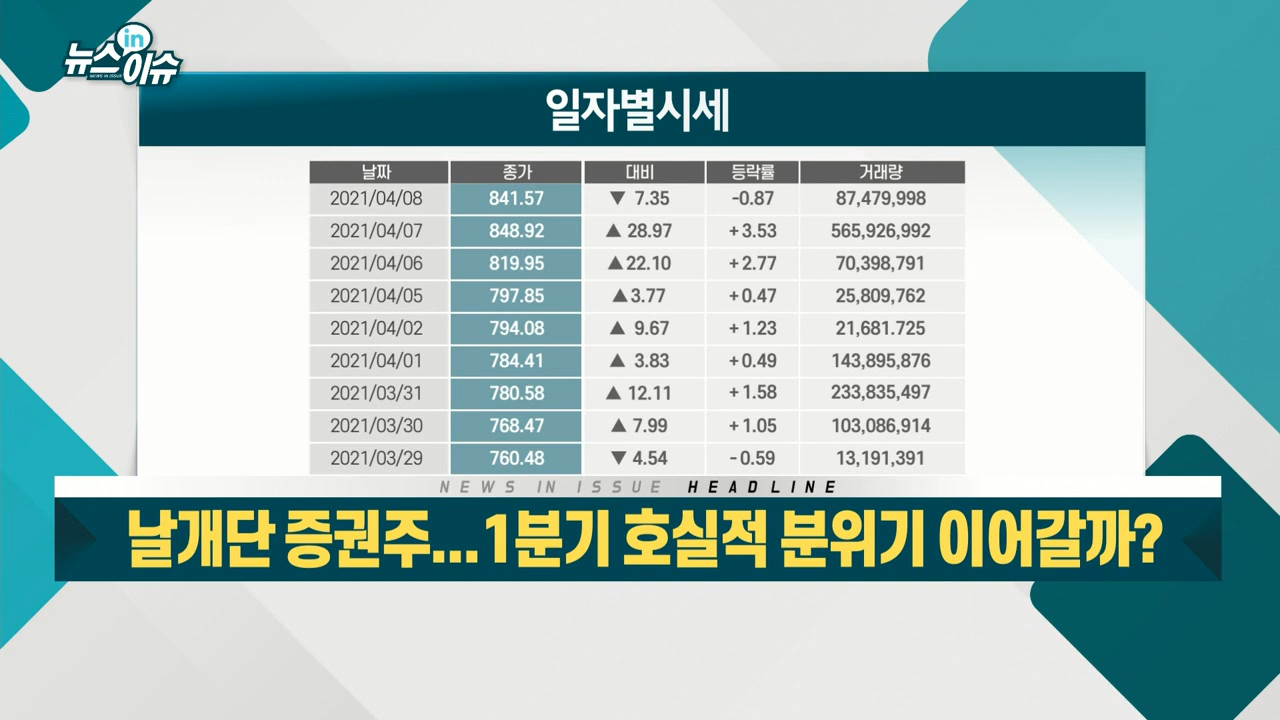 뉴스in이슈
NEWS IN ISSUE
일자별시세
날짜 종가 대비 등락률 거래량
2021/04/08 841.57 ▼ 7.35 -0.87 87,479,998
2021/04/07 848.92 ▲ 28.97 +3.53 565,926,992
2021/04/06 819.95 ▲22.10 +2.77 70,398,791
2021/04/05 797.85 ▲3.77 +0.47 25,809,762
2021/04/02 794.08 ▲ 9.67 +1.23 21,681.725
2021/04/01 784.41 ▲ 3.83 +0.49 143,895,876
2021/03/31 780.58 ▲ 12.11 +1.58 233,835,497
2021/03/30 768.47 ▲ 7.99 +1.05 103,086,914
2021/03/29 760.48 ▼ 4.54 -0.59 13,191,391
NEWS IN ISSUE HEADLINE
날개단 증권주...1분기 호실적 분위기 이어갈까?